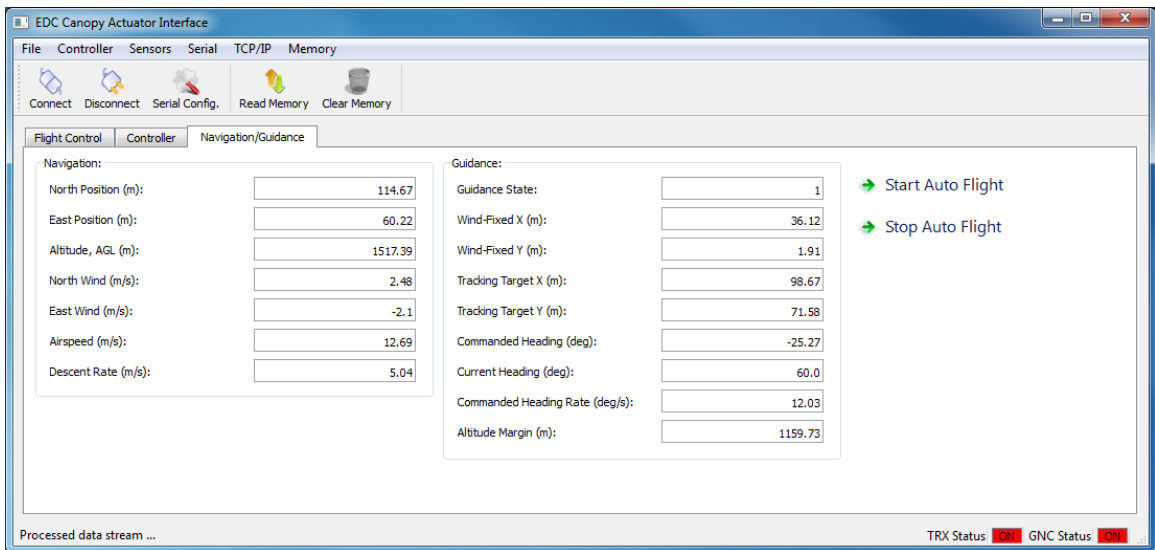 EDC Canopy Actuator Interface
File Controller Sensors Serial TCP/IP Memory
Connect Disconnect Serial Config. Read Memory Clear Memory
Flight Control Controller Navigation/Guidance
Navigation:
North Position (m): 114.67
East Position (m): 60.22
Altitude, AGL (m): 1517.39
North Wind (m/s): 2.48
East Wind (m/s): -2.1
Airspeed (m/s): 12.69
Descent Rate (m/s): 5.04
Guidance:
Guidance State: 1
Wind-Fixed X (m): 36.12
Wind-Fixed Y (m): 1.91
Tracking Target X (m): 98.67
Tracking Target Y (m): 71.58
Commanded Heading (deg): -25.27
Current Heading (deg): 60.0
Commanded Heading Rate (deg/s): 12.03
Altitude Margin (m): 1159.73
Start Auto Flight
Stop Auto Flight
Processed data stream ...
TRX Status ON GNC Status ON